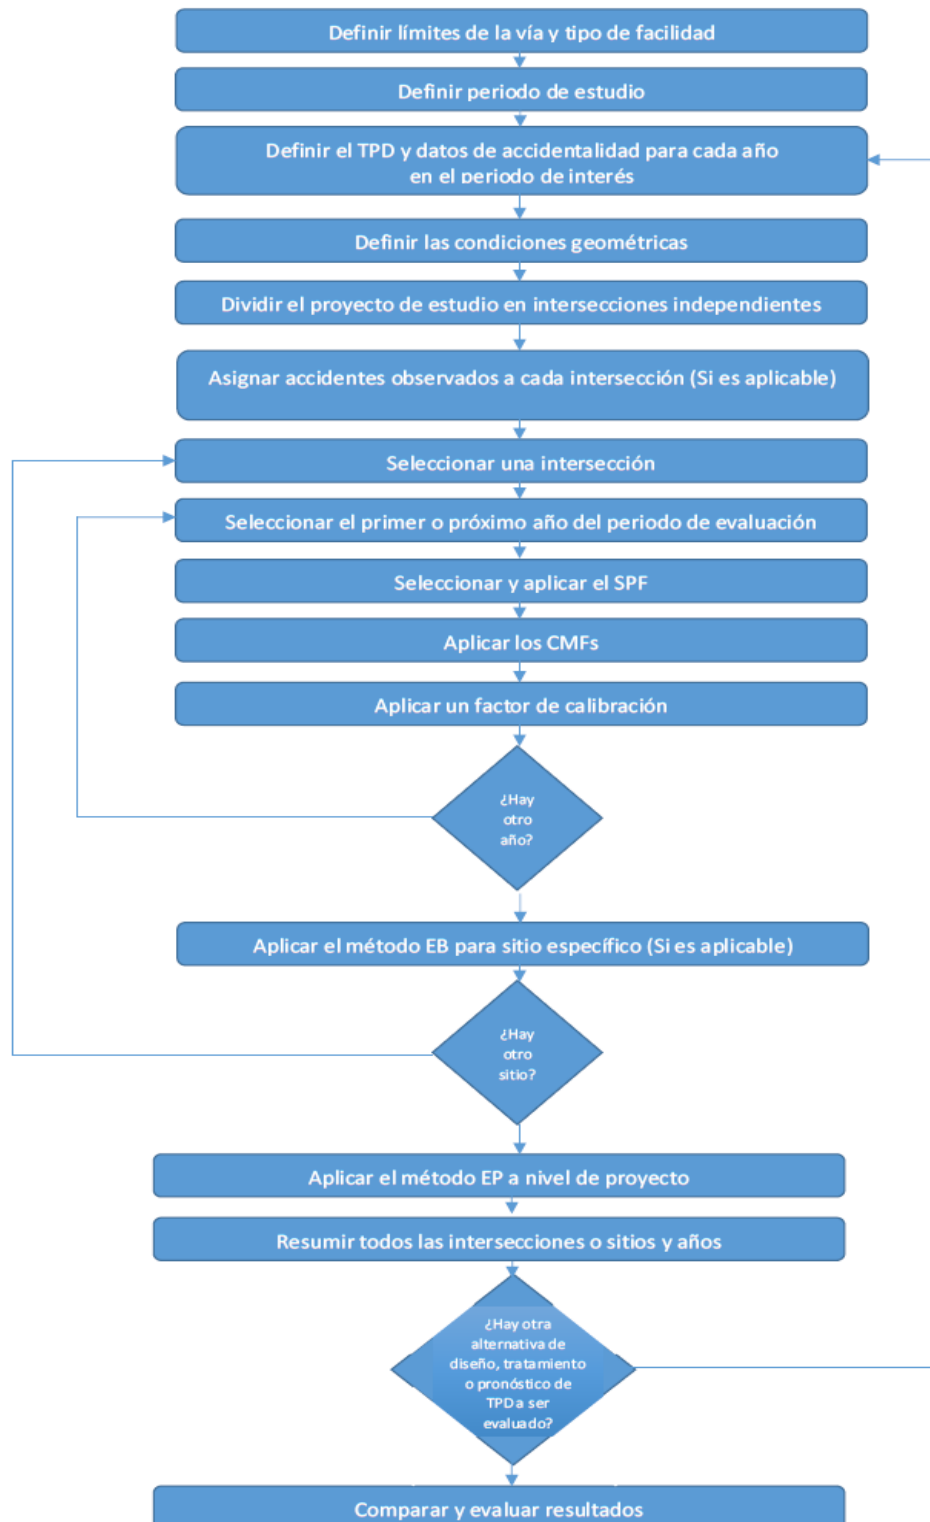 Definir límites de la vía y tipo de facilidad
Definir periodo de estudio
Definir el TPD y datos de accidentalidad para cada año
en el periodo de interés
Definir las condiciones geométricas
Dividir el proyecto de estudio en intersecciones independientes
Asignar accidentes observados a cada intersección (Si es aplicable)
Seleccionar una intersección
Seleccionar el primer o próximo año del periodo de evaluación
Seleccionar y aplicar el SPF
Aplicar los CMFs
Aplicar un factor de calibración
¿Hay
otro
año?
Aplicar el método EB para sitio específico (Si es aplicable)
¿Hay
otro
sitio?
Aplicar el método EP a nivel de proyecto
Resumir todos las intersecciones o sitios y años
¿Hay otra
alternativa de
diseño, tratamiento
o pronóstico de
TPD a ser
evaluado?
Comparar y evaluar resultados